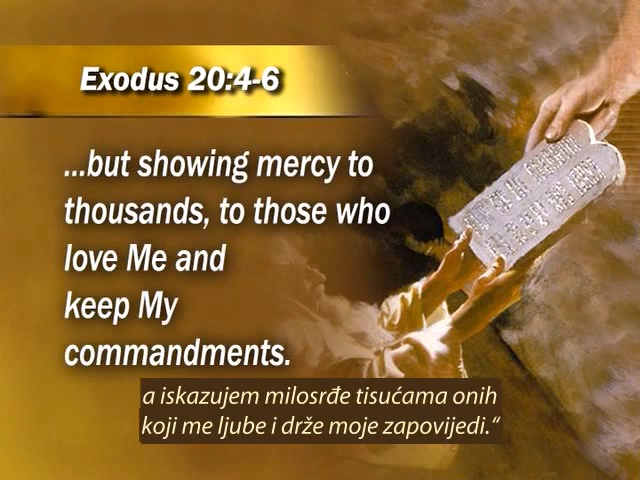 Exodus 20:4-6
...but showing mercy to
thousands, to those who
love Me and
keep My
commandments.
a iskazujem milosrđe tisućama onih
koji me ljube i drže moje zapovijedi.“